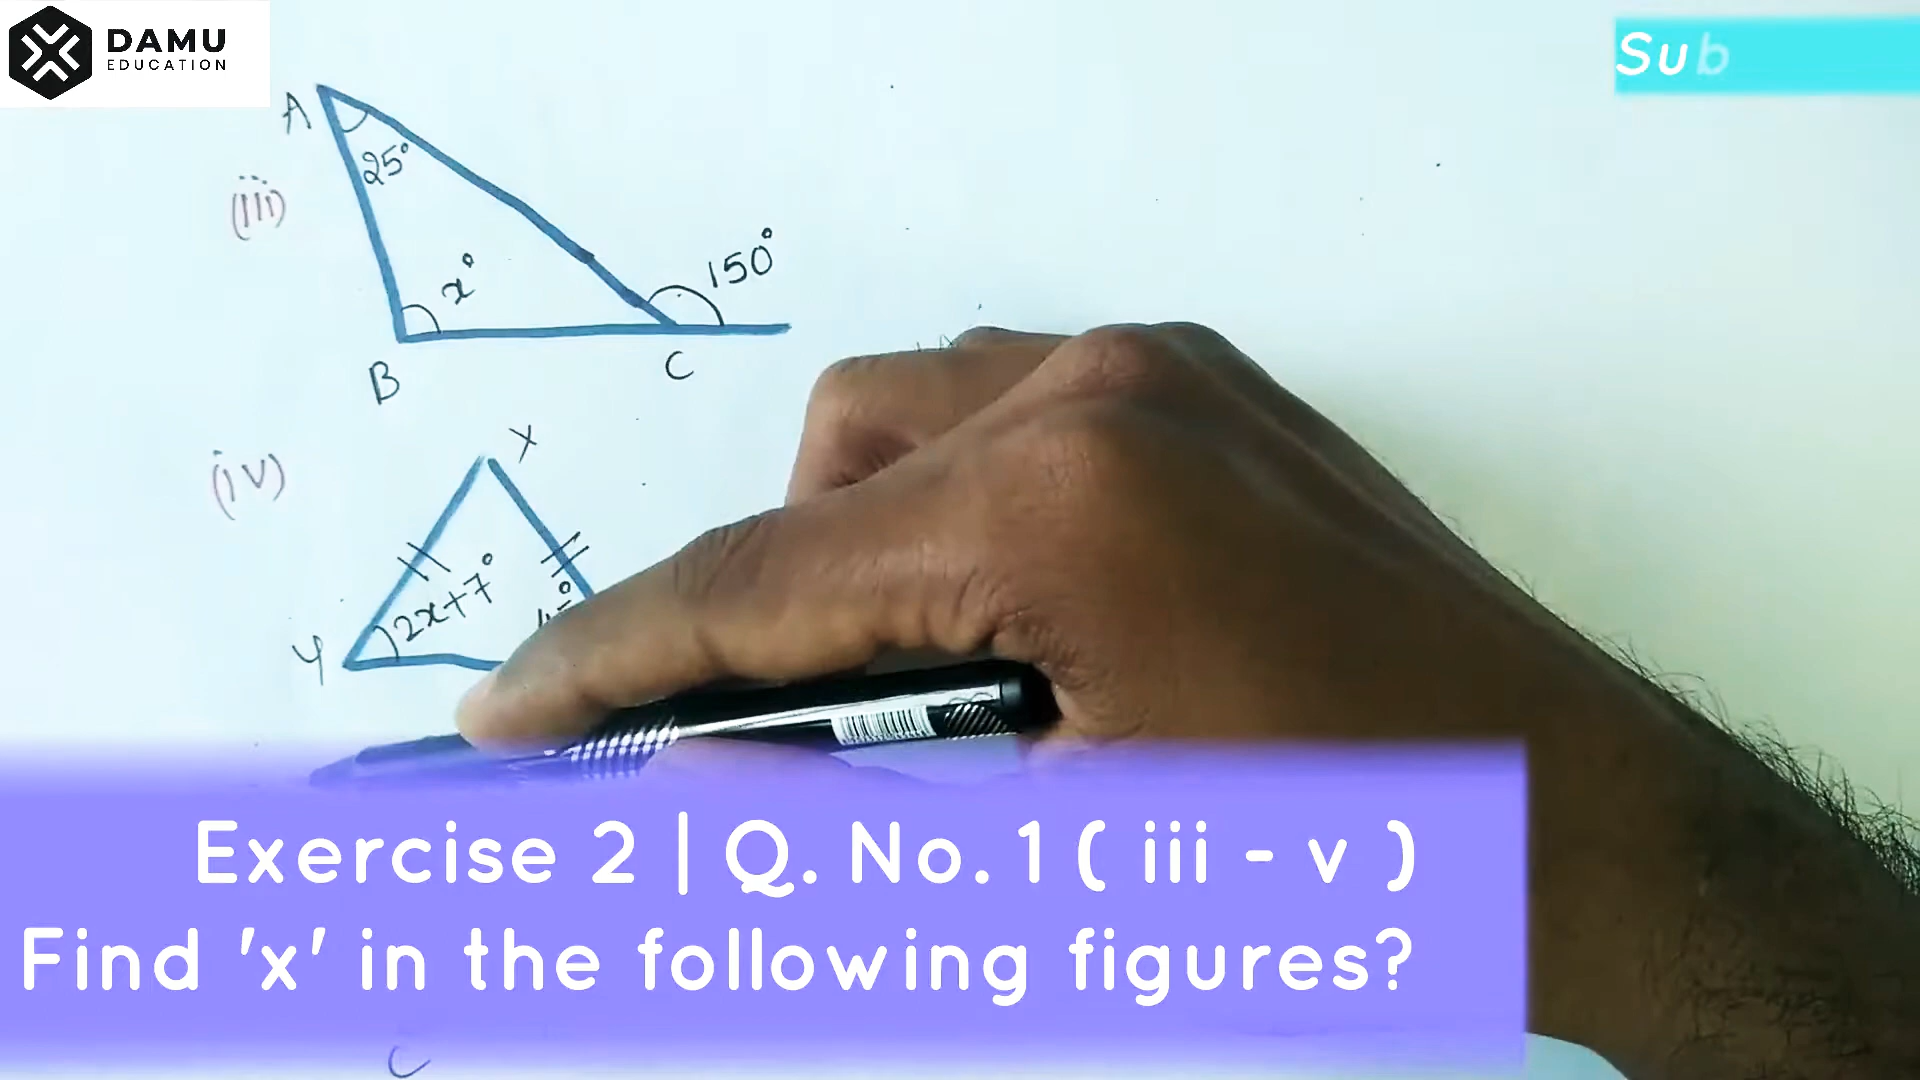 DAMU
EDUCATION
Sub
A
25°
(iii)
x°
150°
B
C
(iv)
X
2x+7°
Y
Exercise 2 | Q. No. 1 ( iii - v )
Find 'x' in the following figures?
C